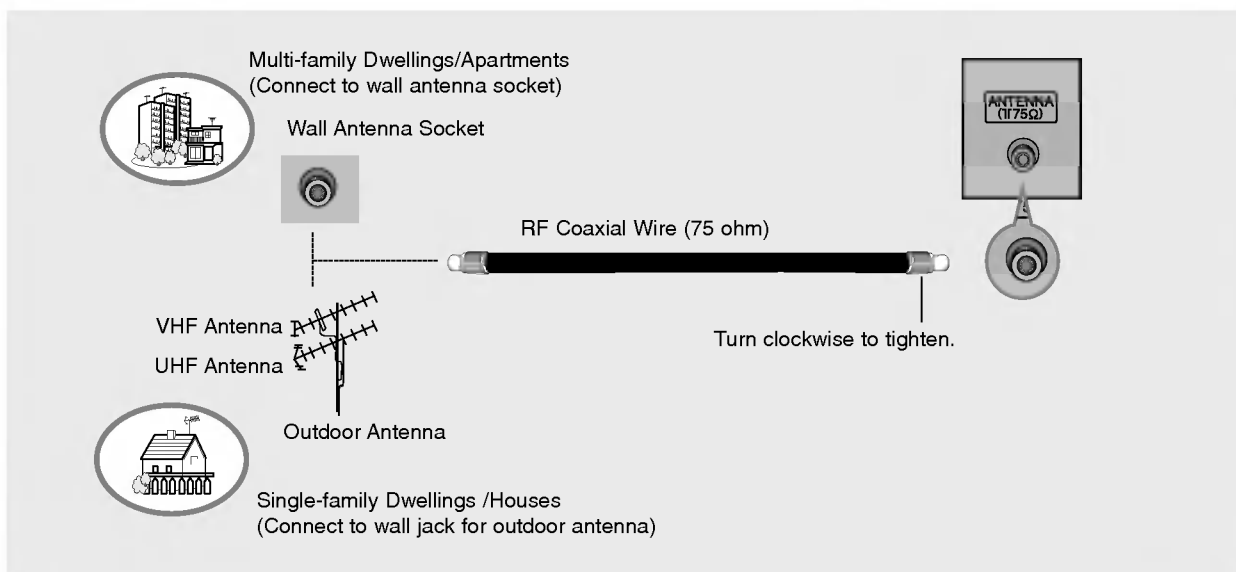 Multi-family Dwellings/Apartments
(Connect to wall antenna socket)
Wall Antenna Socket
ANTENNA
75Ω)
RF Coaxial Wire (75 ohm)
VHF Antenna
UHF Antenna
Turn clockwise to tighten.
Outdoor Antenna
Single-family Dwellings /Houses
(Connect to wall jack for outdoor antenna)